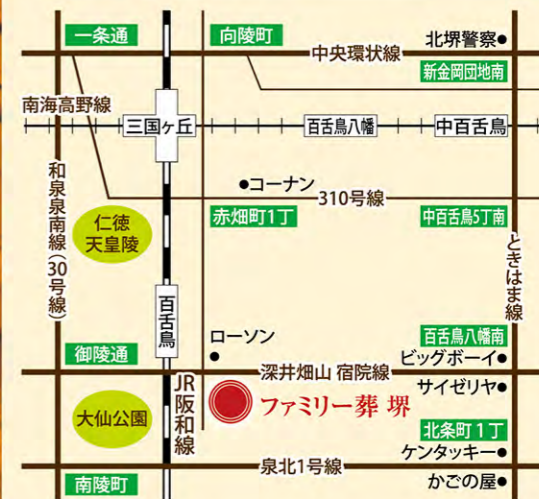 一条通
向陵町
中央環状線
北堺警察
新金岡団地南
南海高野線
三国ヶ丘
百舌鳥八幡
中百舌鳥
コーナン
310号線
和泉泉南線(30号線)
仁徳
天皇陵
赤畑町1丁
中百舌鳥5丁南
ときはま線
百舌鳥
ローソン
百舌鳥八幡南
御陵通
ビッグボーイ
深井畑山 宿院線
サイゼリヤ
JR阪和線
大仙公園
ファミリー葬 堺
北条町1丁
ケンタッキー
泉北1号線
南陵町
かごの屋